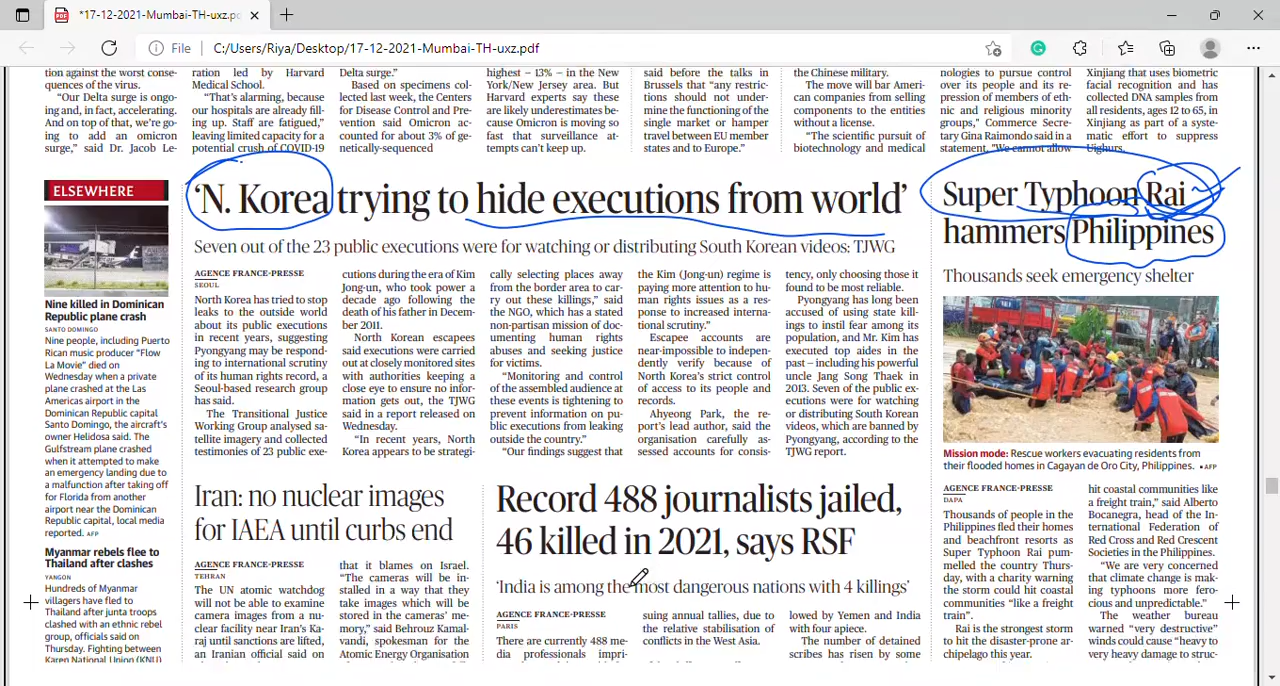 *17-12-2021-Mumbai-TH-uxz.pd
File
C:/Users/Riya/Desktop/17-12-2021-Mumbai-TH-uxz.pdf
tion against the worst conse-
quences of the virus.
"Our Delta surge is ongo-
ing and, in fact, accelerating.
And on top of that, we're go-
ing to add an omicron
surge," said Dr. Jacob Le-
ration led by Harvard
Medical School.
"That's alarming, because
our hospitals are already fill-
ing up. Staff are fatigued,"
leaving limited capacity for a
potential crush of COVID-19
Delta surge."
Based on specimens col-
lected last week, the Centers
for Disease Control and Pre-
vention said Omicron ac-
counted for about 3% of ge-
netically-sequenced
highest – 13% – in the New
York/New Jersey area. But
Harvard experts say these
are likely underestimates be-
cause Omicron is moving so
fast that surveillance at-
tempts can't keep up.
said before the talks in
Brussels that "any restric-
tions should not under-
mine the functioning of the
single market or hamper
travel between EU member
states and to Europe."
the Chinese military.
The move will bar Ameri-
can companies from selling
components to the entities
without a license.
"The scientific pursuit of
biotechnology and medical
nologies to pursue control
over its people and its re-
pression of members of eth-
nic and religious minority
groups," Commerce Secre-
tary Gina Raimondo said in a
statement. "We cannot allow
Xinjiang that uses biometric
facial recognition and has
collected DNA samples from
all residents, ages 12 to 65, in
Xinjiang as part of a syste-
matic effort to suppress
Uighurs.
ELSEWHERE
Nine killed in Dominican
Republic plane crash
SANTO DOMINGO
Nine people, including Puerto
Rican music producer "Flow
La Movie" died on
Wednesday when a private
plane crashed at the Las
Americas airport in the
Dominican Republic capital
Santo Domingo, the aircraft's
owner Helidosa said. The
Gulfstream plane crashed
when it attempted to make
an emergency landing due to
a malfunction after taking off
for Florida from another
airport near the Dominican
Republic capital, local media
reported. AFP
Myanmar rebels flee to
Thailand after clashes
YANGON
Hundreds of Myanmar
villagers have fled to
Thailand after junta troops
clashed with an ethnic rebel
group, officials said on
Thursday. Fighting between
Karen National Union (KNU)
'N. Korea trying to hide executions from world'
Seven out of the 23 public executions were for watching or distributing South Korean videos: TJWG
AGENCE FRANCE-PRESSE
SEOUL
North Korea has tried to stop
leaks to the outside world
about its public executions
in recent years, suggesting
Pyongyang may be respond-
ing to international scrutiny
of its human rights record, a
Seoul-based research group
has said.
The Transitional Justice
Working Group analysed sa-
tellite imagery and collected
testimonies of 23 public exe-
cutions during the era of Kim
Jong-un, who took power a
decade ago following the
death of his father in Decem-
ber 2011.
North Korean escapees
said executions were carried
out at closely monitored sites
with authorities keeping a
close eye to ensure no infor-
mation gets out, the TJWG
said in a report released on
Wednesday.
"In recent years, North
Korea appears to be strategi-
cally selecting places away
from the border area to car-
ry out these killings," said
the NGO, which has a stated
non-partisan mission of doc-
umenting human rights
abuses and seeking justice
for victims.
"Monitoring and control
of the assembled audience at
these events is tightening to
prevent information on pu-
blic executions from leaking
outside the country."
"Our findings suggest that
the Kim (Jong-un) regime is
paying more attention to hu-
man rights issues as a res-
ponse to increased interna-
tional scrutiny."
Escapee accounts are
near-impossible to indepen-
dently verify because of
North Korea's strict control
of access to its people and
records.
Ahyeong Park, the re-
port's lead author, said the
organisation carefully as-
sessed accounts for consis-
tency, only choosing those it
found to be most reliable.
Pyongyang has long been
accused of using state kill-
ings to instil fear among its
population, and Mr. Kim has
executed top aides in the
past – including his powerful
uncle Jang Song Thaek in
2013. Seven of the public ex-
ecutions were for watching
or distributing South Korean
videos, which are banned by
Pyongyang, according to the
TJWG report.
Iran: no nuclear images
for IAEA until curbs end
AGENCE FRANCE-PRESSE
TEHRAN
The UN atomic watchdog
will not be able to examine
camera images from a nu-
clear facility near Iran's Ka-
raj until sanctions are lifted,
an Iranian official said on
that it blames on Israel.
"The cameras will be in-
stalled in a way that they
take images which will be
stored in the cameras' me-
mory," said Behrouz Kamal-
vandi, spokesman for the
Atomic Energy Organisation
Record 488 journalists jailed,
46 killed in 2021, says RSF
'India is among the most dangerous nations with 4 killings'
AGENCE FRANCE-PRESSE
PARIS
There are currently 488 me-
dia professionals impri-
suing annual tallies, due to
the relative stabilisation of
conflicts in the West Asia.
lowed by Yemen and India
with four apiece.
The number of detained
scribes has risen by some
Super Typhoon Rai
hammers Philippines
Thousands seek emergency shelter
Mission mode: Rescue workers evacuating residents from
their flooded homes in Cagayan de Oro City, Philippines. ▪ AFP
AGENCE FRANCE-PRESSE
DAPA
Thousands of people in the
Philippines fled their homes
and beachfront resorts as
Super Typhoon Rai pum-
melled the country Thurs-
day, with a charity warning
the storm could hit coastal
communities "like a freight
train".
Rai is the strongest storm
to hit the disaster-prone ar-
chipelago this year.
hit coastal communities like
a freight train," said Alberto
Bocanegra, head of the In-
ternational Federation of
Red Cross and Red Crescent
Societies in the Philippines.
"We are very concerned
that climate change is mak-
ing typhoons more fero-
cious and unpredictable."
The weather bureau
warned "very destructive"
winds could cause "heavy to
very heavy damage to struc-